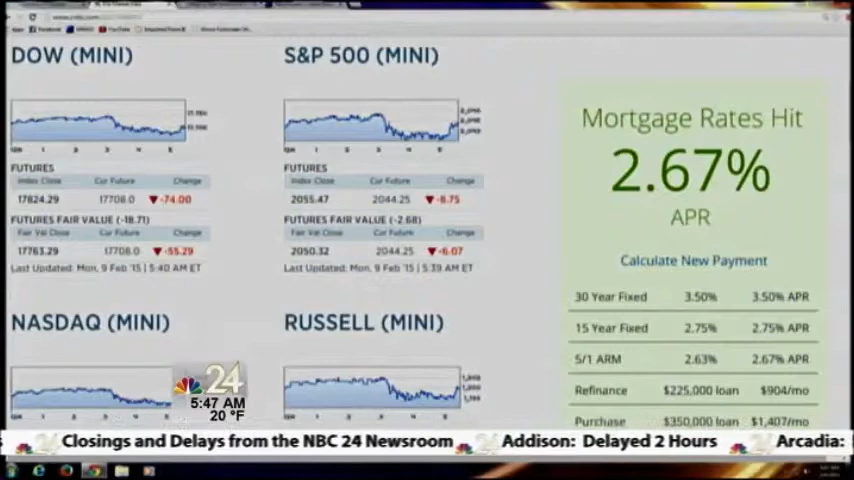 Facebook
YouTube
DOW (MINI)
S&P 500 (MINI)
FUTURES
Index Close Cur Future Change
17824.29 17708.0 -74.00
FUTURES FAIR VALUE (-18.71)
Fair Val Close Cur Future Change
17763.29 17708.0 -55.29
Last Updated: Mon, 9 Feb '15 | 5:40 AM ET
FUTURES
Index Close Cur Future Change
2055.47 2044.25 -8.75
FUTURES FAIR VALUE (-2.68)
Fair Val Close Cur Future Change
2050.32 2044.25 -6.07
Last Updated: Mon, 9 Feb '15 | 5:39 AM ET
NASDAQ (MINI)
RUSSELL (MINI)
Mortgage Rates Hit
2.67%
APR
Calculate New Payment
30 Year Fixed 3.50% 3.50% APR
15 Year Fixed 2.75% 2.75% APR
5/1 ARM 2.63% 2.67% APR
Refinance $225,000 loan $904/mo
Purchase $350,000 loan $1,407/mo
24
5:47 AM
20 °F
Closings and Delays from the NBC 24 Newsroom Addison: Delayed 2 Hours Arcadia: